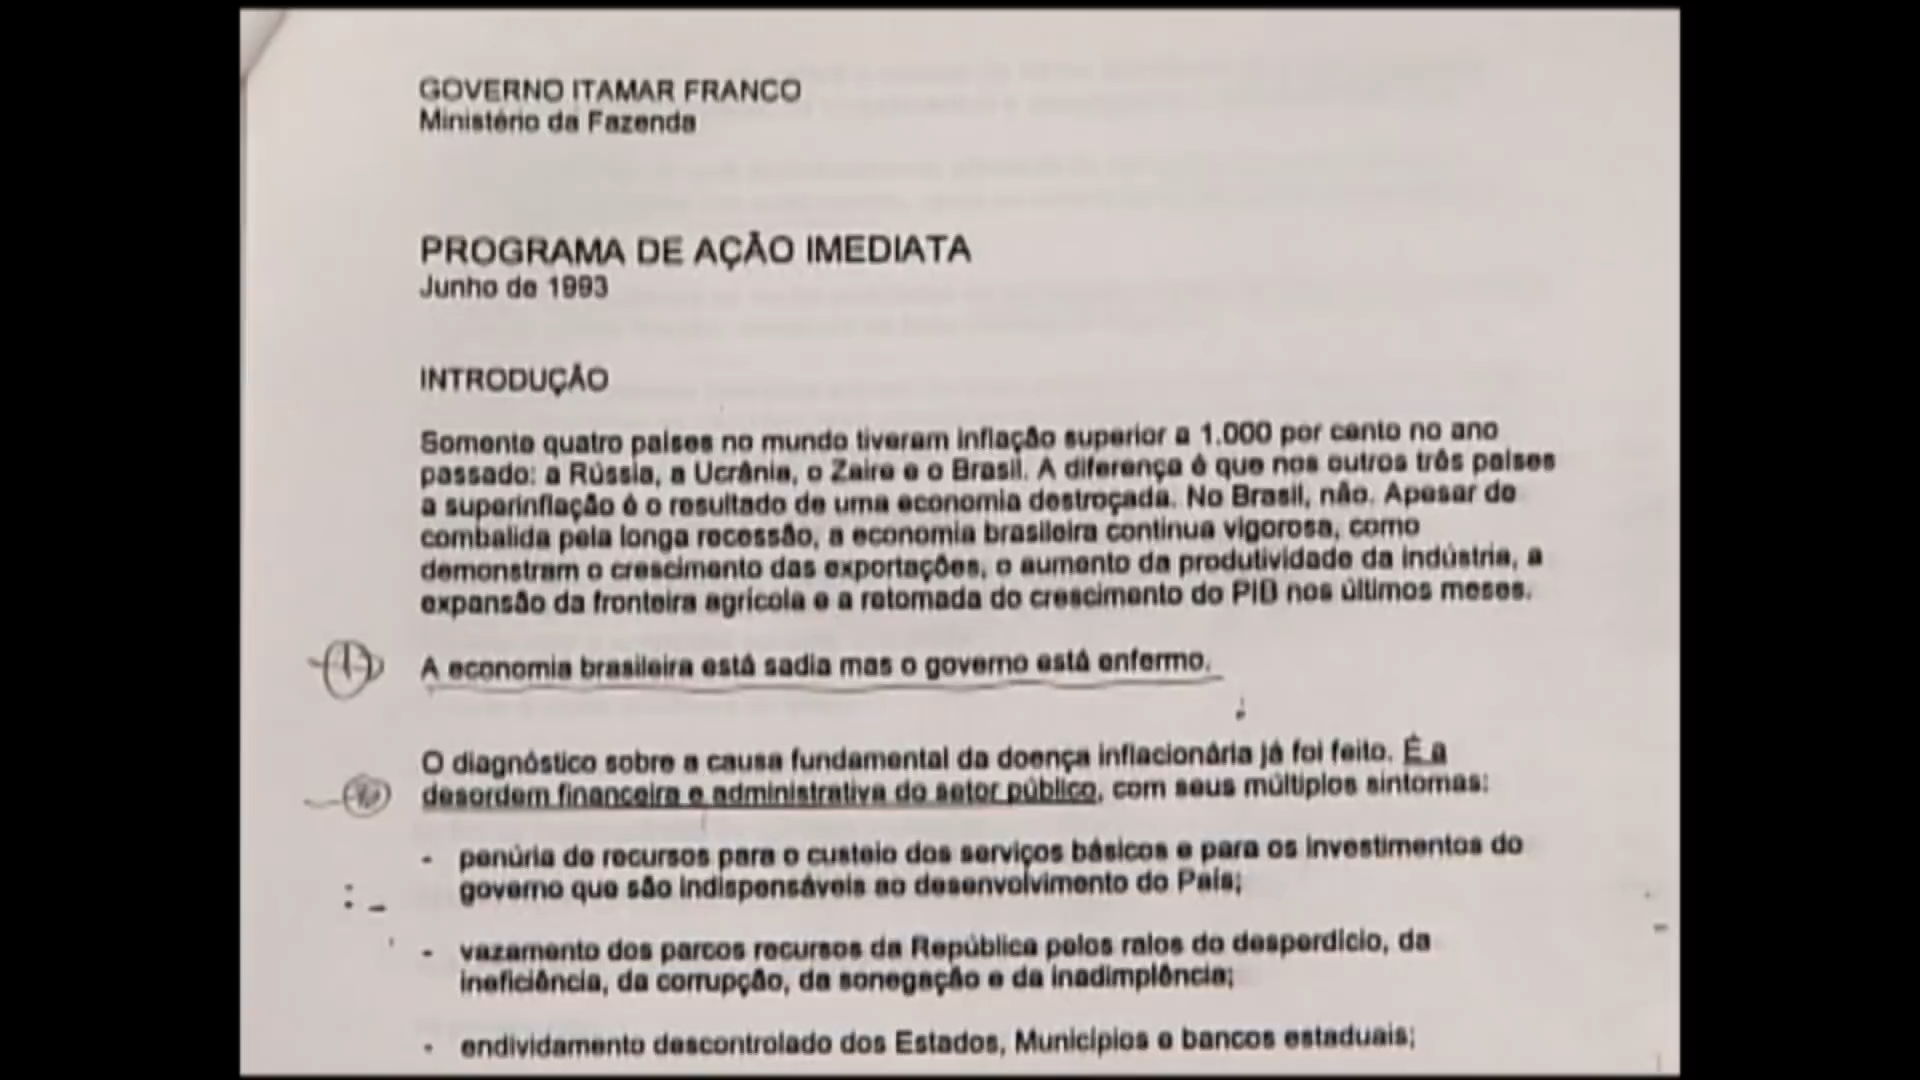 GOVERNO ITAMAR FRANCO
Ministério da Fazenda
PROGRAMA DE AÇÃO IMEDIATA
Junho de 1993
INTRODUÇÃO
Somente quatro países no mundo tiveram inflação superior a 1.000 por cento no ano
passado: a Rússia, a Ucrânia, o Zaire e o Brasil. A diferença é que nos outros três países
a superinflação é o resultado de uma economia destroçada. No Brasil, não. Apesar de
combalida pela longa recessão, a economia brasileira continua vigorosa, como
demonstram o crescimento das exportações, o aumento da produtividade da indústria, a
expansão da fronteira agrícola e a retomada do crescimento do PIB nos últimos meses.
A economia brasileira está sadia mas o governo está enfermo.
O diagnóstico sobre a causa fundamental da doença inflacionária já foi feito. É a
desordem financeira e administrativa do setor público, com seus múltiplos sintomas:
- penúria de recursos para o custeio dos serviços básicos e para os investimentos do
governo que são indispensáveis ao desenvolvimento do País;
- vazamento dos parcos recursos da República pelos ralos do desperdício, da
ineficiência, da corrupção, da sonegação e da inadimplência;
- endividamento descontrolado dos Estados, Municípios e bancos estaduais;